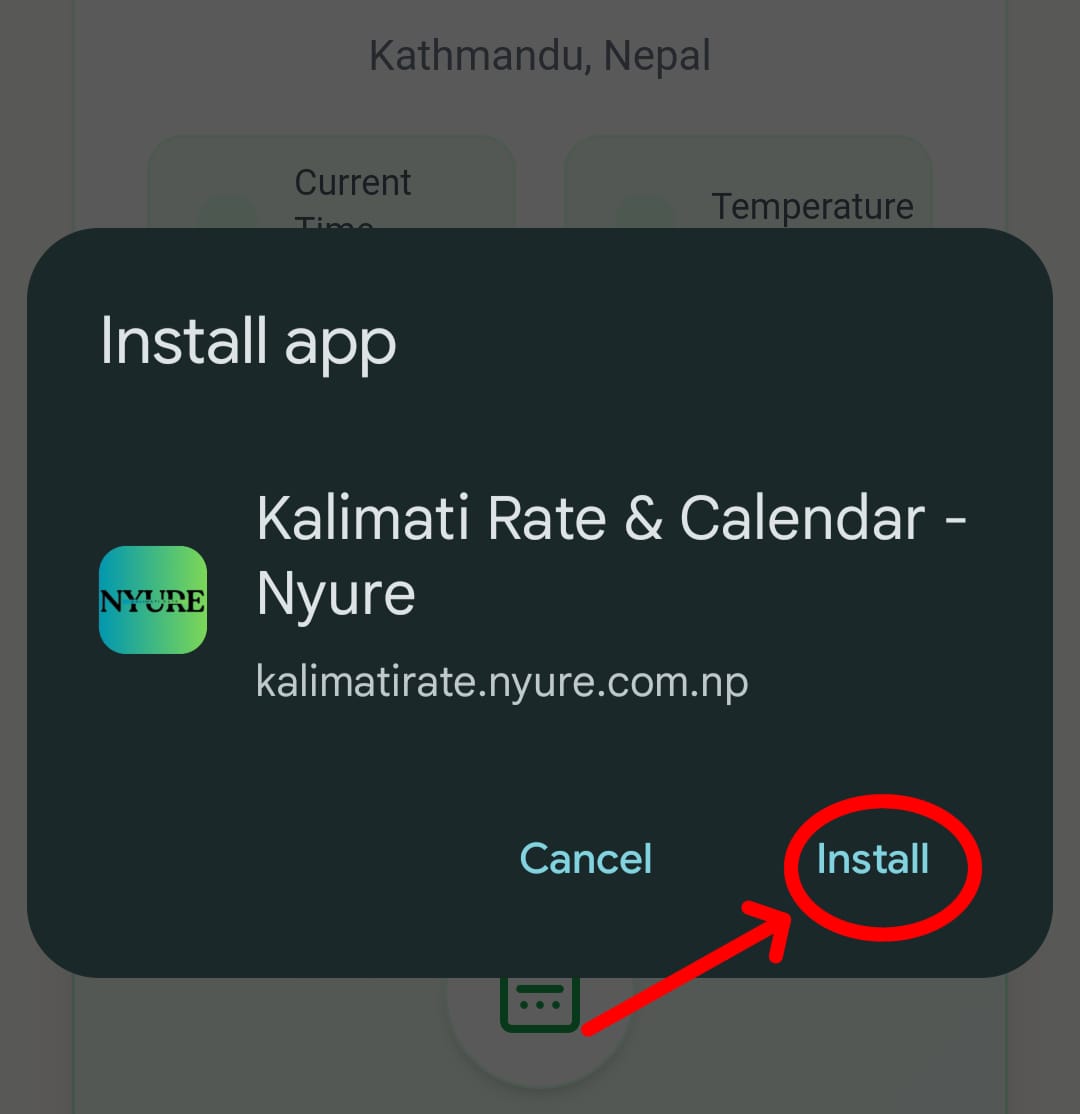 Kathmandu, Nepal
Current
Time
Temperature
Install app
Kalimati Rate & Calendar -
Nyure
NYURE
kalimatirate.nyure.com.np
Cancel
Install